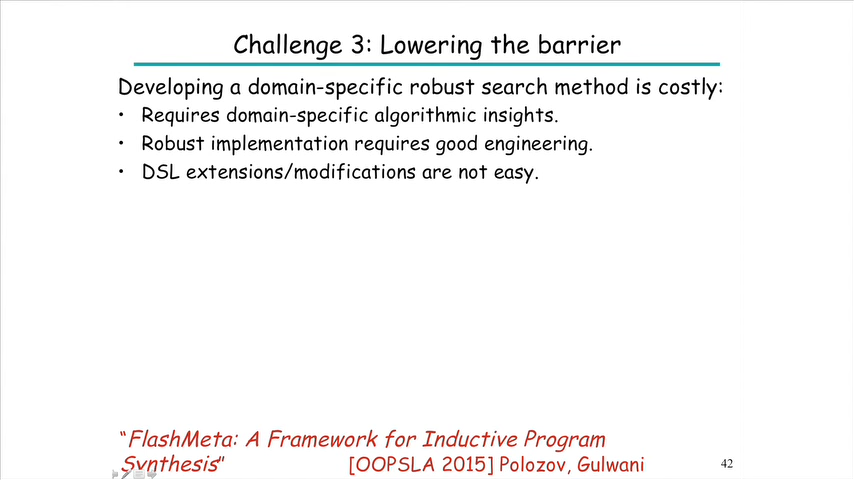 Challenge 3: Lowering the barrier
Developing a domain-specific robust search method is costly:
• Requires domain-specific algorithmic insights.
• Robust implementation requires good engineering.
• DSL extensions/modifications are not easy.
"FlashMeta: A Framework for Inductive Program
Synthesis" [OOPSLA 2015] Polozov, Gulwani
42